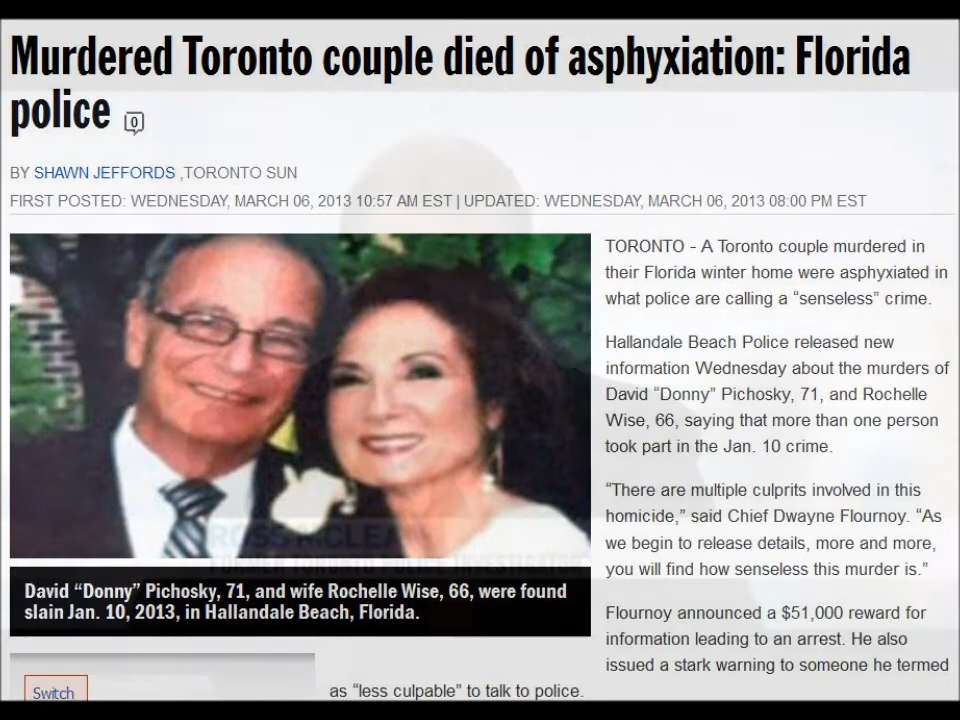 Murdered Toronto couple died of asphyxiation: Florida
police 0
BY SHAWN JEFFORDS ,TORONTO SUN
FIRST POSTED: WEDNESDAY, MARCH 06, 2013 10:57 AM EST | UPDATED: WEDNESDAY, MARCH 06, 2013 08:00 PM EST
TORONTO - A Toronto couple murdered in
their Florida winter home were asphyxiated in
what police are calling a “senseless” crime.
Hallandale Beach Police released new
information Wednesday about the murders of
David “Donny” Pichosky, 71, and Rochelle
Wise, 66, saying that more than one person
took part in the Jan. 10 crime.
“There are multiple culprits involved in this
homicide,” said Chief Dwayne Flournoy. “As
we begin to release details, more and more,
you will find how senseless this murder is.”
Flournoy announced a $51,000 reward for
information leading to an arrest. He also
issued a stark warning to someone he termed
as “less culpable” to talk to police.
ROSS MCLEAN
FORMER TORONTO POLICE INVESTIGATOR
David “Donny” Pichosky, 71, and wife Rochelle Wise, 66, were found
slain Jan. 10, 2013, in Hallandale Beach, Florida.
Switch